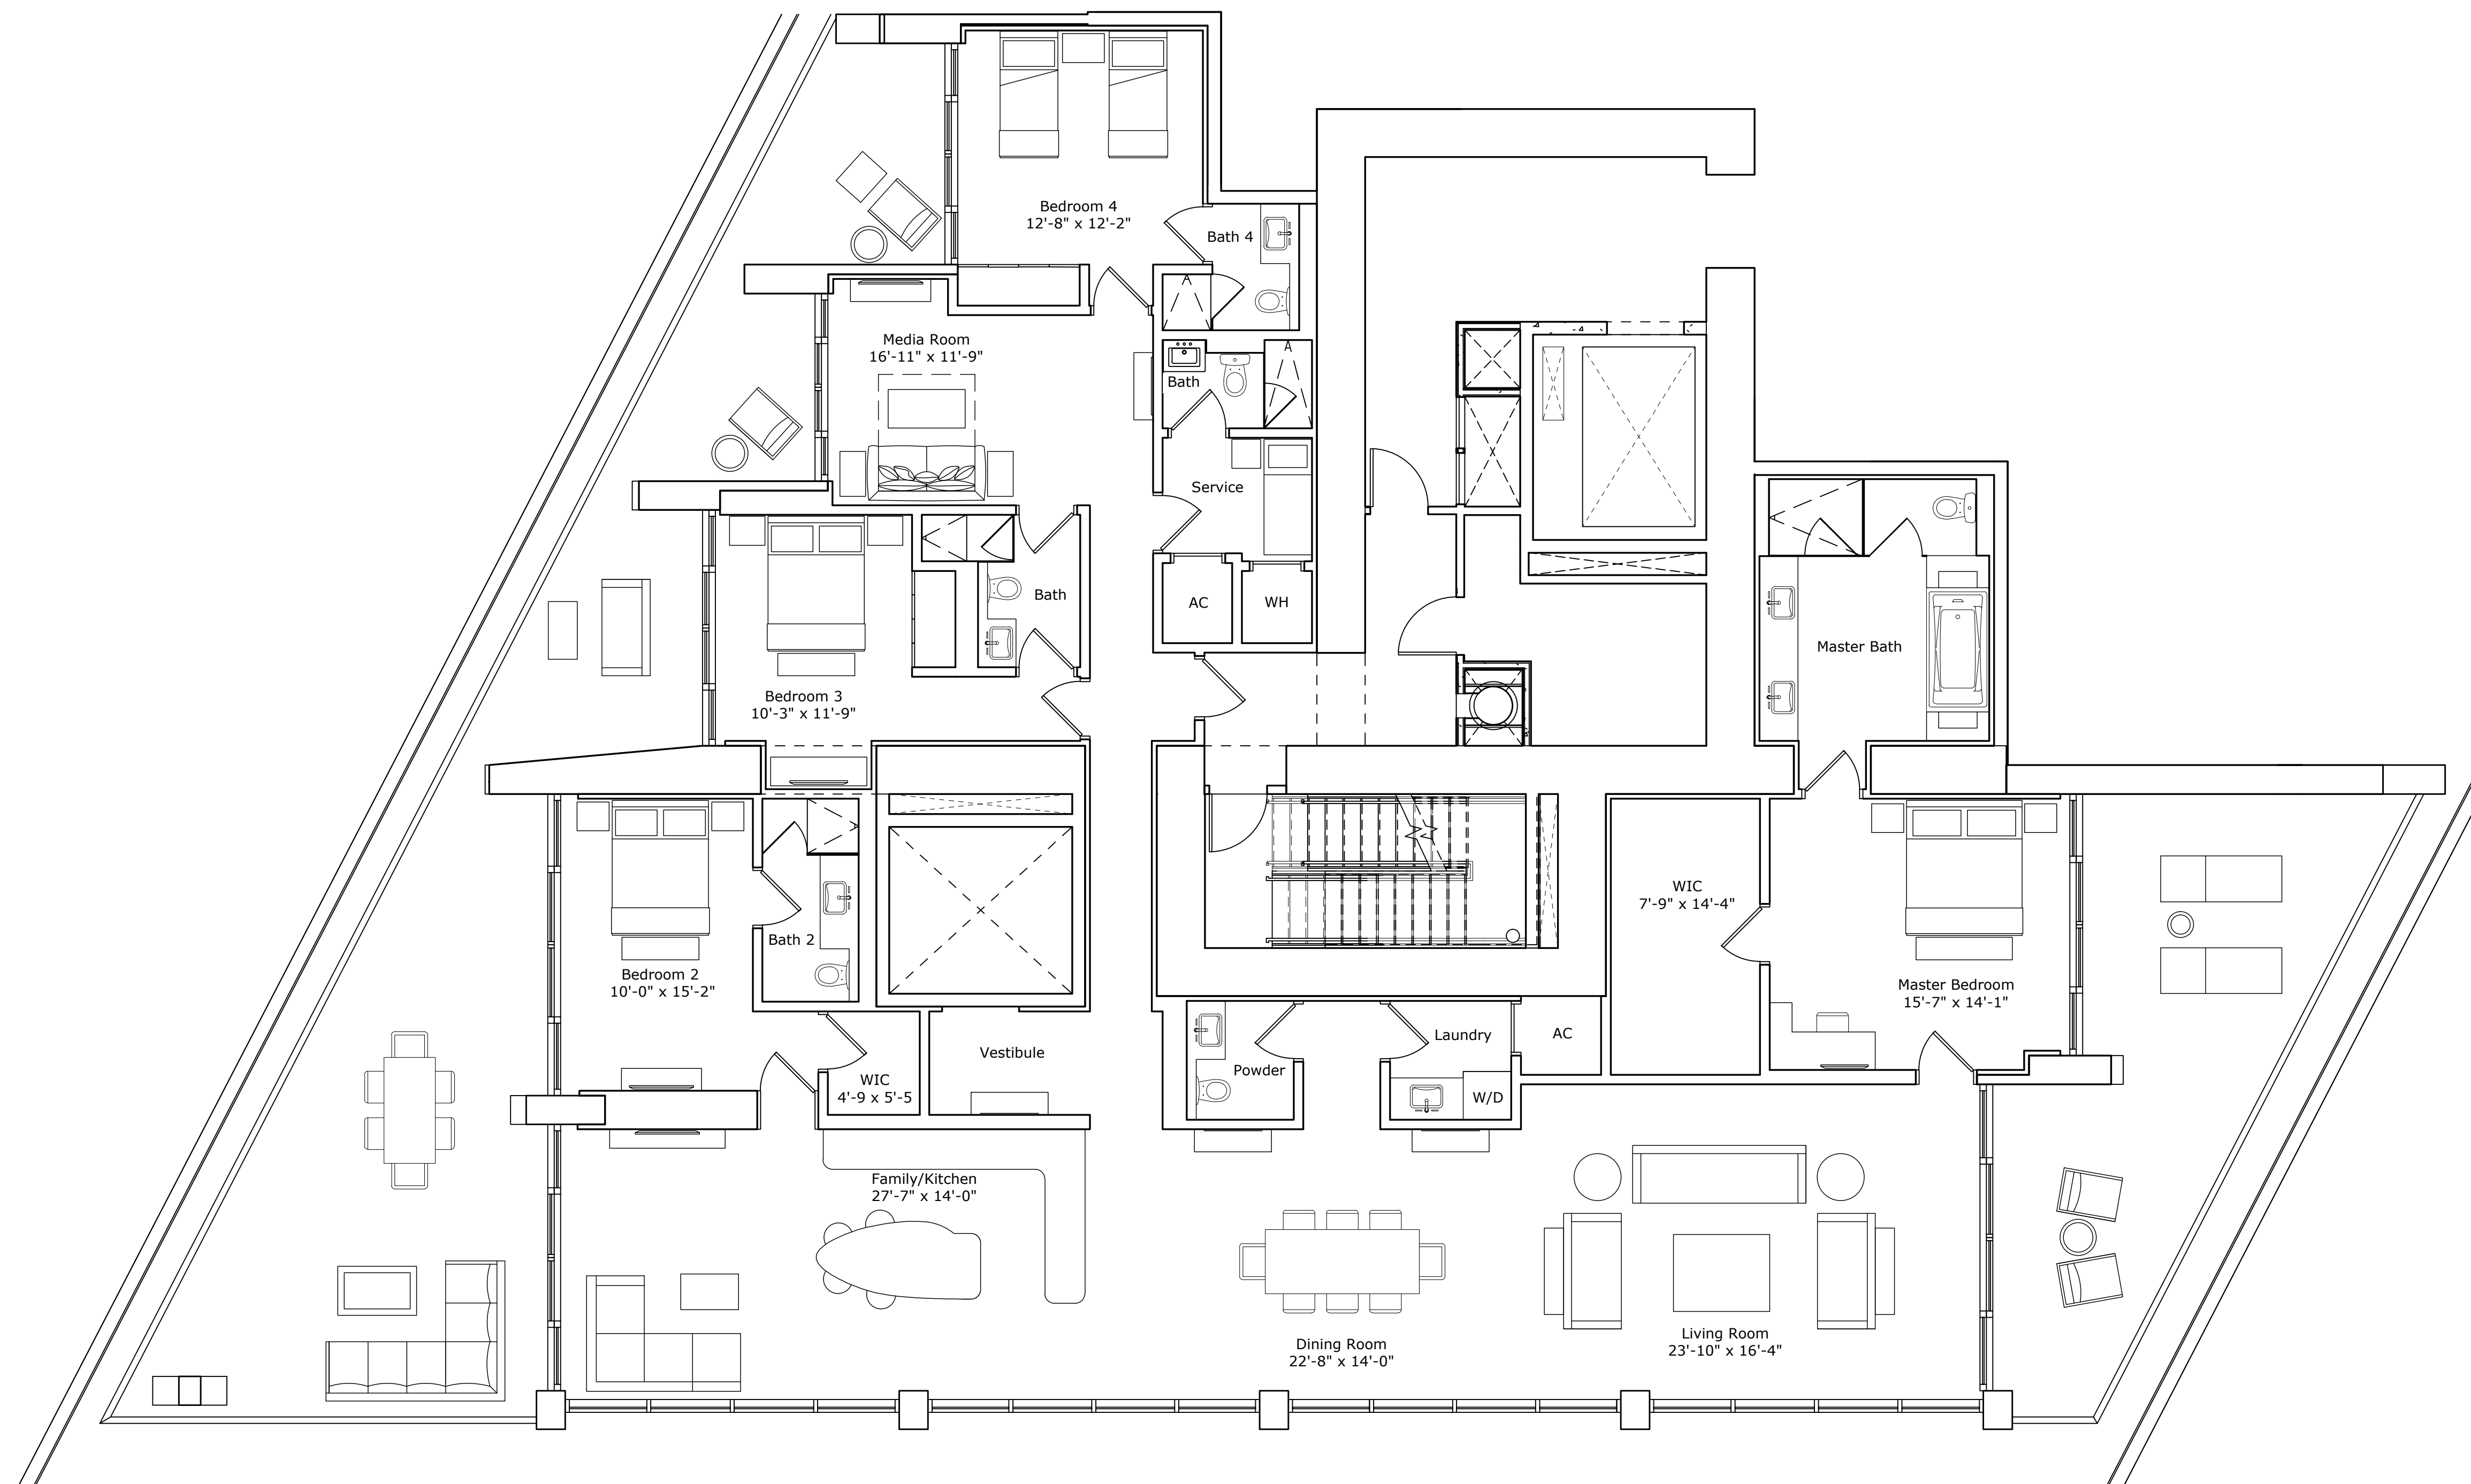 Bedroom 4
12'-8" x 12'-2"
Bath 4
A
Media Room
16'-11" x 11'-9"
A
Bath
Service
AC
WH
Bath
Master Bath
Bedroom 3
10'-3" x 11'-9"
WIC
7'-9" x 14'-4"
Bath 2
Bedroom 2
10'-0" x 15'-2"
Master Bedroom
15'-7" x 14'-1"
Vestibule
Laundry
AC
Powder
WIC
4'-9 x 5'-5
W/D
Family/Kitchen
27'-7" x 14'-0"
Dining Room
22'-8" x 14'-0"
Living Room
23'-10" x 16'-4"